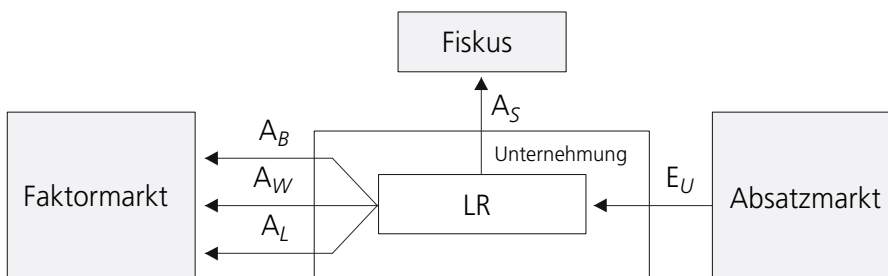 Fiskus
A_S
A_B
Unternehmung
Faktormarkt
A_W
LR
E_U
Absatzmarkt
A_L